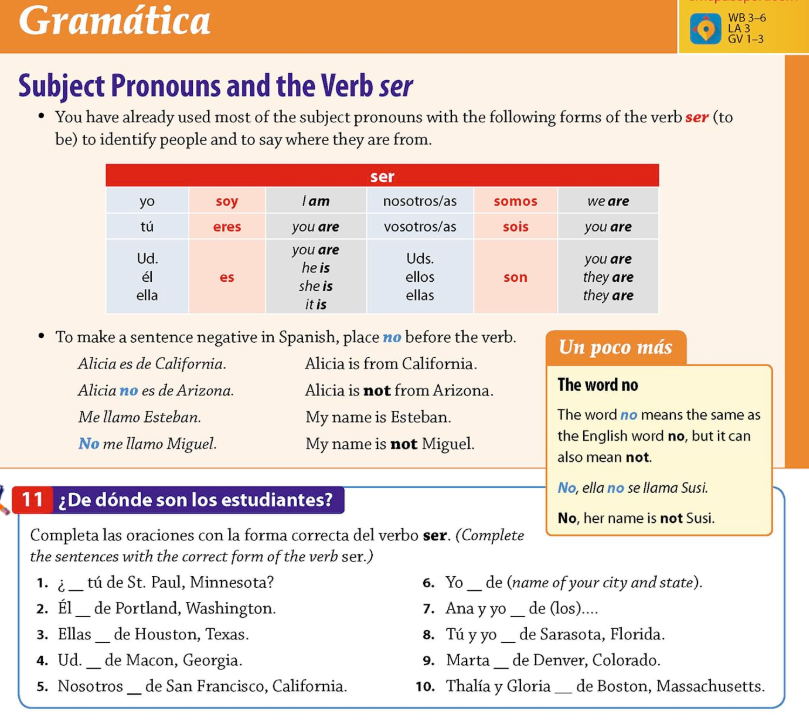 Gramática
WB 3–6
LA 3
GV 1–3
Subject Pronouns and the Verb ser
• You have already used most of the subject pronouns with the following forms of the verb ser (to
be) to identify people and to say where they are from.
ser
yo soy I am nosotros/as somos we are
tú eres you are vosotros/as sois you are
Ud. él ella es you are he is she is it is Uds. ellos ellas son you are they are they are
• To make a sentence negative in Spanish, place no before the verb.
Alicia es de California. Alicia is from California.
Alicia no es de Arizona. Alicia is not from Arizona.
Me llamo Esteban. My name is Esteban.
No me llamo Miguel. My name is not Miguel.
Un poco más
The word no
The word no means the same as
the English word no, but it can
also mean not.
No, ella no se llama Susi.
No, her name is not Susi.
11 ¿De dónde son los estudiantes?
Completa las oraciones con la forma correcta del verbo ser. (Complete
the sentences with the correct form of the verb ser.)
1. ¿ __ tú de St. Paul, Minnesota?
2. Él __ de Portland, Washington.
3. Ellas __ de Houston, Texas.
4. Ud. __ de Macon, Georgia.
5. Nosotros __ de San Francisco, California.
6. Yo __ de (name of your city and state).
7. Ana y yo __ de (los)....
8. Tú y yo __ de Sarasota, Florida.
9. Marta __ de Denver, Colorado.
10. Thalía y Gloria __ de Boston, Massachusetts.